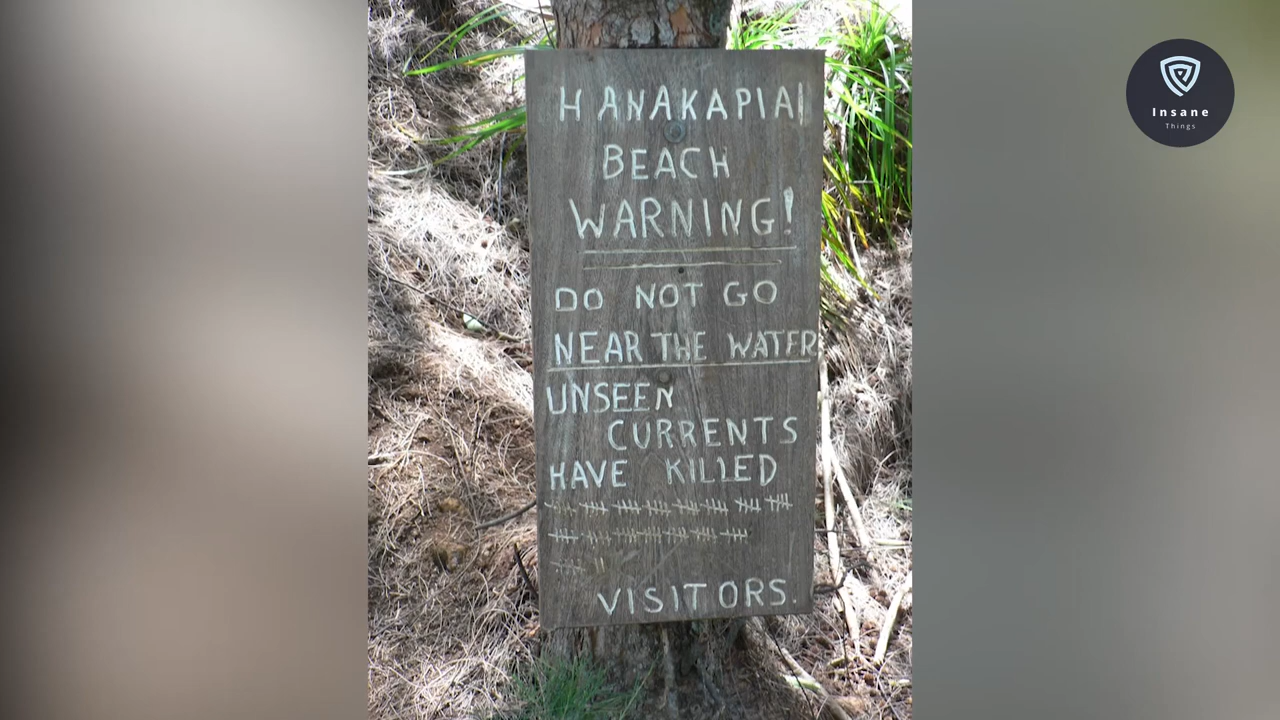 HANAKAPIAI
BEACH
WARNING!
DO NOT GO
NEAR THE WATER
UNSEEN
CURRENTS
HAVE KILLED
VISITORS.
Insane
Things